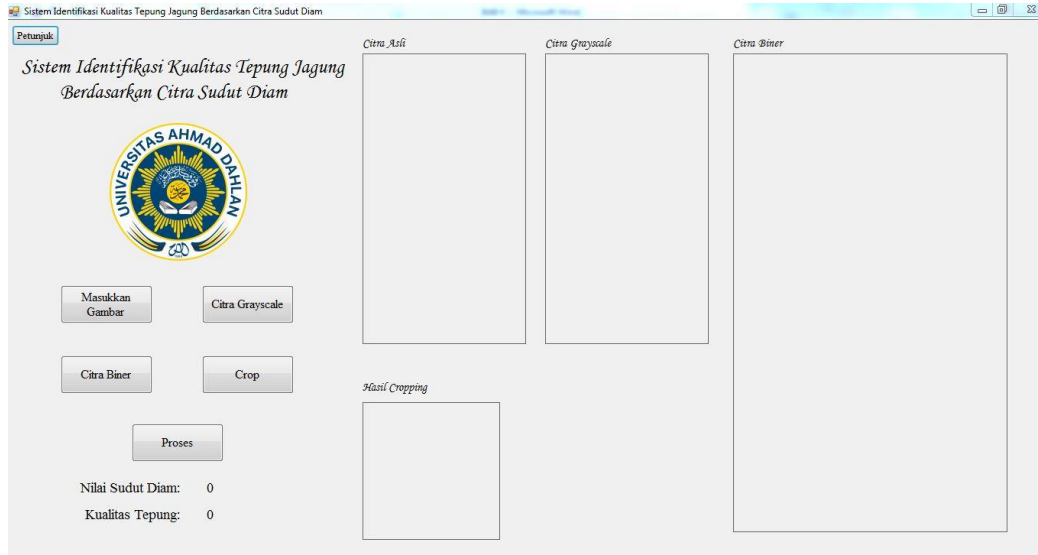 Sistem Identifikasi Kualitas Tepung Jagung Berdasarkan Citra Sudut Diam
Petunjuk
Sistem Identifikasi Kualitas Tepung Jagung
Berdasarkan Citra Sudut Diam
UNIVERSITAS AHMAD DAHLAN
Masukkan
Gambar
Citra Grayscale
Citra Biner
Crop
Proses
Nilai Sudut Diam: 0
Kualitas Tepung: 0
Citra Asli
Citra Grayscale
Citra Biner
Hasil Cropping